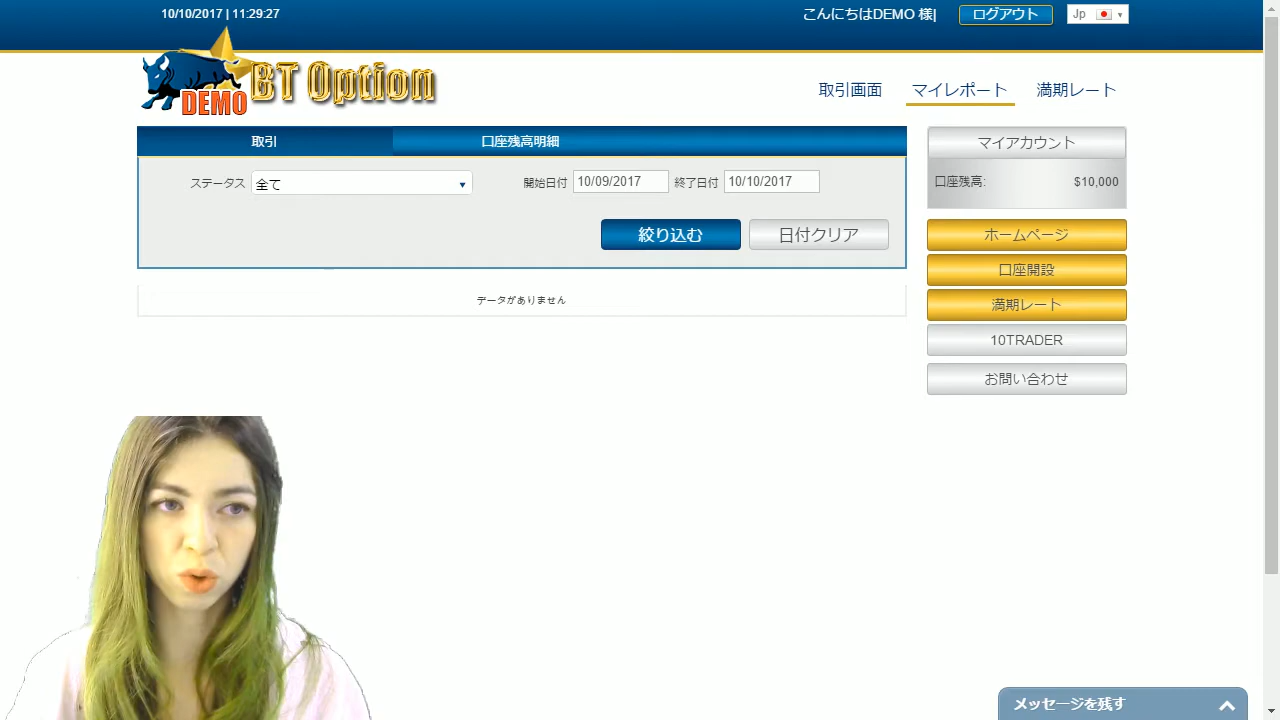 10/10/2017 | 11:29:27
こんにちはDEMO 様|
ログアウト
Jp
DEMO
BT Option
取引画面
マイレポート
満期レート
取引
口座残高明細
ステータス
全て
開始日付
10/09/2017
終了日付
10/10/2017
絞り込む
日付クリア
データがありません
マイアカウント
口座残高:
$10,000
ホームページ
口座開設
満期レート
10TRADER
お問い合わせ
メッセージを残す